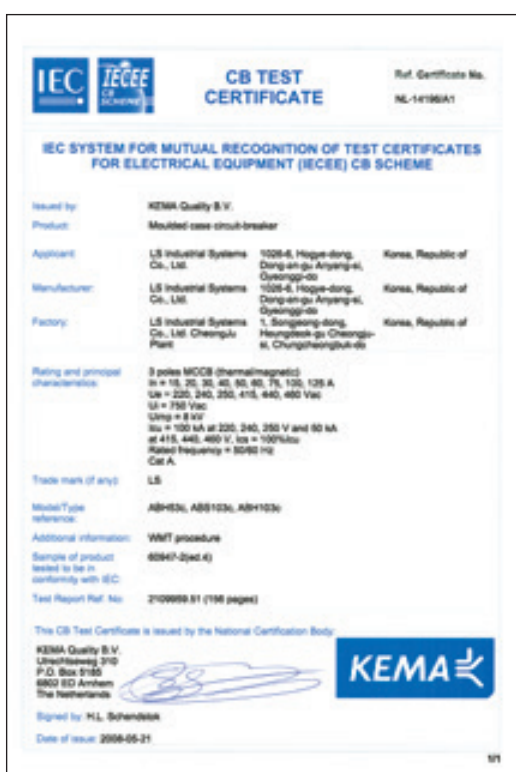 IEC IECEE CB SCHEME
CB TEST CERTIFICATE
Ref. Certificate No.
NL-14196/A1
IEC SYSTEM FOR MUTUAL RECOGNITION OF TEST CERTIFICATES
FOR ELECTRICAL EQUIPMENT (IECEE) CB SCHEME
Issued by: KEMA Quality B.V.
Product: Moulded case circuit-breaker
Applicant: LS Industrial Systems Co., Ltd. 1026-6, Hogye-dong, Dong-an-gu Anyang-si, Gyeonggi-do Korea, Republic of
Manufacturer: LS Industrial Systems Co., Ltd. 1026-6, Hogye-dong, Dong-an-gu Anyang-si, Gyeonggi-do Korea, Republic of
Factory: LS Industrial Systems Co., Ltd. CheongJu Plant 1, Songjeong-dong, Heungdeok-gu Cheongju-si, Chungcheongbuk-do Korea, Republic of
Rating and principal characteristics: 3 poles MCCB (thermal/magnetic)
In = 15, 20, 30, 40, 50, 60, 75, 100, 125 A
Ue = 220, 240, 250, 415, 440, 460 Vac
Ui = 750 Vac
Uimp = 8 kV
Icu = 100 kA at 220, 240, 250 V and 50 kA
at 415, 440, 460 V, Ics = 100%Icu
Rated frequency = 50/60 Hz
Cat A.
Trade mark (if any): LS
Model/Type reference: ABH53c, ABS103c, ABH103c
Additional information: WMT procedure
Sample of product tested to be in conformity with IEC: 60947-2(ed.4)
Test Report Ref. No: 2109959.51 (156 pages)
This CB Test Certificate is issued by the National Certification Body:
KEMA Quality B.V.
Utrechtseweg 310
P.O. Box 5185
6802 ED Arnhem
The Netherlands
KEMA
Signed by: H.L. Schendstok
Date of issue: 2008-05-21
1/1